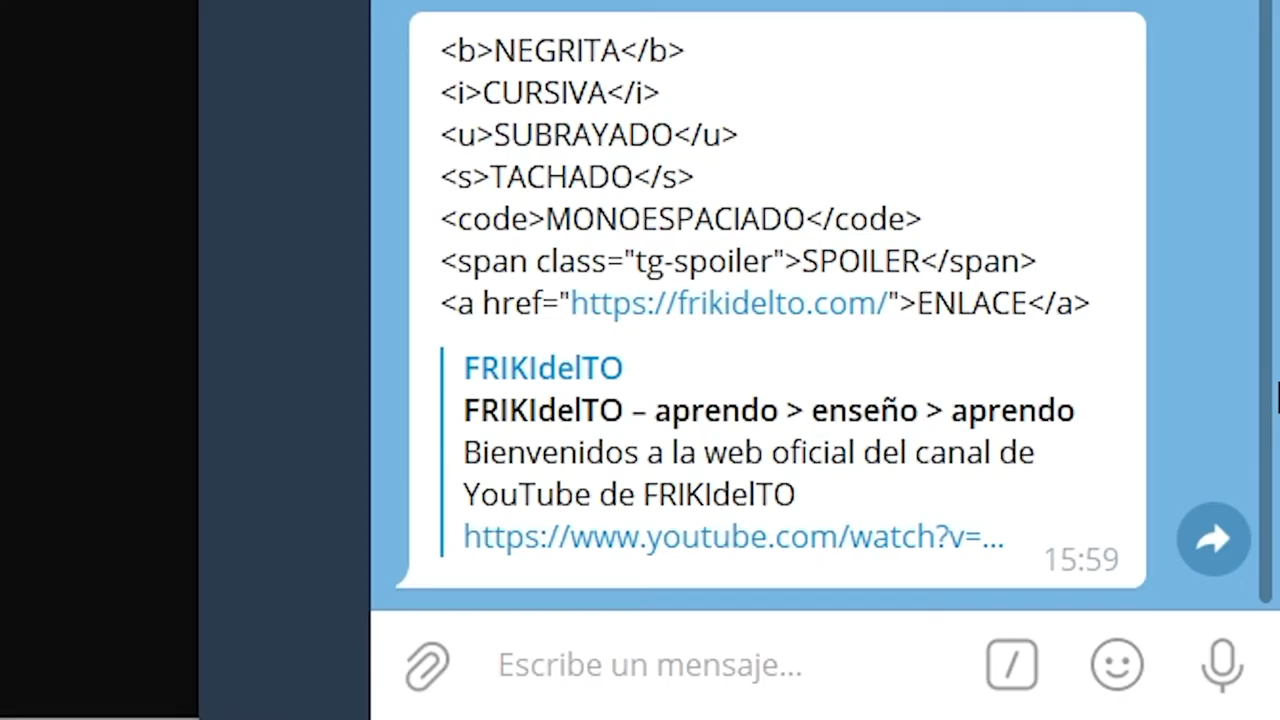 <b>NEGRITA</b>
<i>CURSIVA</i>
<u>SUBRAYADO</u>
<s>TACHADO</s>
<code>MONOESPACIADO</code>
<span class="tg-spoiler">SPOILER</span>
<a href="https://frikidelto.com/">ENLACE</a>
FRIKIdelTO
FRIKIdelTO – aprendo > enseño > aprendo
Bienvenidos a la web oficial del canal de
YouTube de FRIKIdelTO
https://www.youtube.com/watch?v=...
15:59
Escribe un mensaje...